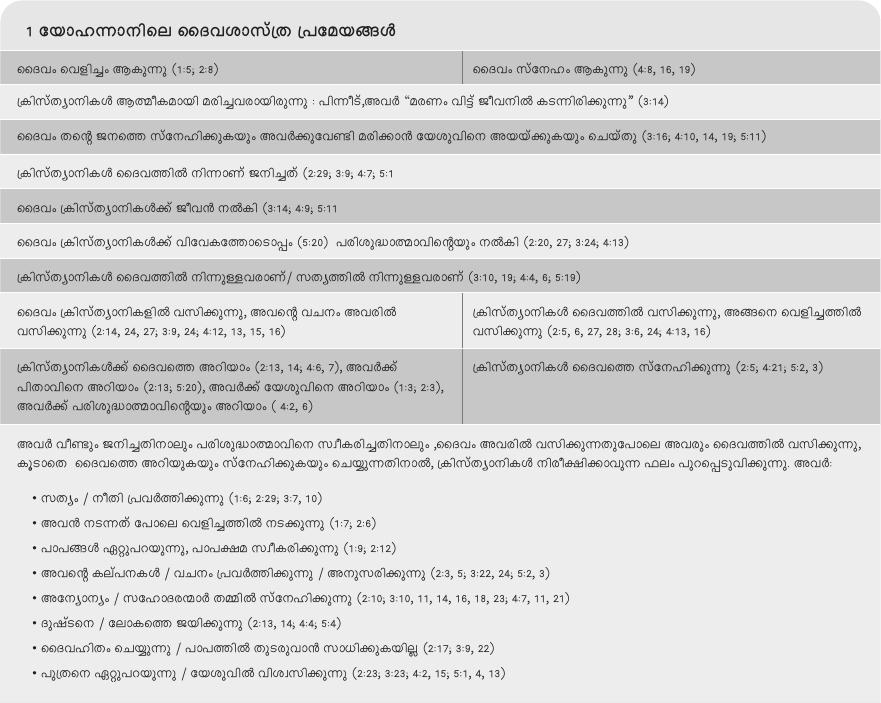 1 യോഹന്നാനിലെ ദൈവശാസ്ത്ര പ്രമേയങ്ങൾ
ദൈവം വെളിച്ചം ആകുന്നു (1:5; 2:8)
ദൈവം സ്നേഹം ആകുന്നു (4:8, 16, 19)
ക്രിസ്ത്യാനികൾ ആത്മീകമായി മരിച്ചവരായിരുന്നു : പിന്നീട്,അവർ “മരണം വിട്ട് ജീവനിൽ കടന്നിരിക്കുന്നു” (3:14)
ദൈവം തന്റെ ജനത്തെ സ്നേഹിക്കുകയും അവർക്കുവേണ്ടി മരിക്കാൻ യേശുവിനെ അയയ്ക്കുകയും ചെയ്തു (3:16; 4:10, 14, 19; 5:11)
ക്രിസ്ത്യാനികൾ ദൈവത്തിൽ നിന്നാണ് ജനിച്ചത് (2:29; 3:9; 4:7; 5:1
ദൈവം ക്രിസ്ത്യാനികൾക്ക് ജീവൻ നൽകി (3:14; 4:9; 5:11
ദൈവം ക്രിസ്ത്യാനികൾക്ക് വിവേകത്തോടൊപ്പം (5:20) പരിശുദ്ധാത്മാവിന്റെയും നൽകി (2:20, 27; 3:24; 4:13)
ക്രിസ്ത്യാനികൾ ദൈവത്തിൽ നിന്നുള്ളവരാണ്/ സത്യത്തിൽ നിന്നുള്ളവരാണ് (3:10, 19; 4:4, 6; 5:19)
ദൈവം ക്രിസ്ത്യാനികളിൽ വസിക്കുന്നു, അവന്റെ വചനം അവരിൽ
വസിക്കുന്നു (2:14, 24, 27; 3:9, 24; 4:12, 13, 15, 16)
ക്രിസ്ത്യാനികൾ ദൈവത്തിൽ വസിക്കുന്നു, അങ്ങനെ വെളിച്ചത്തിൽ
വസിക്കുന്നു (2:5, 6, 27, 28; 3:6, 24; 4:13, 16)
ക്രിസ്ത്യാനികൾക്ക് ദൈവത്തെ അറിയാം (2:13, 14; 4:6, 7), അവർക്ക്
പിതാവിനെ അറിയാം (2:13; 5:20), അവർക്ക് യേശുവിനെ അറിയാം (1:3; 2:3),
അവർക്ക് പരിശുദ്ധാത്മാവിന്റെയും അറിയാം ( 4:2, 6)
ക്രിസ്ത്യാനികൾ ദൈവത്തെ സ്നേഹിക്കുന്നു (2:5; 4:21; 5:2, 3)
അവർ വീണ്ടും ജനിച്ചതിനാലും പരിശുദ്ധാത്മാവിനെ സ്വീകരിച്ചതിനാലും ,ദൈവം അവരിൽ വസിക്കുന്നതുപോലെ അവരും ദൈവത്തിൽ വസിക്കുന്നു,
കൂടാതെ ദൈവത്തെ അറിയുകയും സ്നേഹിക്കുകയും ചെയ്യുന്നതിനാൽ, ക്രിസ്ത്യാനികൾ നിരീക്ഷിക്കാവുന്ന ഫലം പുറപ്പെടുവിക്കുന്നു. അവർ:
• സത്യം / നീതി പ്രവർത്തിക്കുന്നു (1:6; 2:29; 3:7, 10)
• അവൻ നടന്നത് പോലെ വെളിച്ചത്തിൽ നടക്കുന്നു (1:7; 2:6)
• പാപങ്ങൾ ഏറ്റുപറയുന്നു, പാപക്ഷമ സ്വീകരിക്കുന്നു (1:9; 2:12)
• അവന്റെ കല്പനകൾ / വചനം പ്രവർത്തിക്കുന്നു / അനുസരിക്കുന്നു (2:3, 5; 3:22, 24; 5:2, 3)
• അന്യോന്യം / സഹോദരന്മാർ തമ്മിൽ സ്നേഹിക്കുന്നു (2:10; 3:10, 11, 14, 16, 18, 23; 4:7, 11, 21)
• ദുഷ്ടനെ / ലോകത്തെ ജയിക്കുന്നു (2:13, 14; 4:4; 5:4)
• ദൈവഹിതം ചെയ്യുന്നു / പാപത്തിൽ തുടരുവാൻ സാധിക്കുകയില്ല (2:17; 3:9, 22)
• പുത്രനെ ഏറ്റുപറയുന്നു / യേശുവിൽ വിശ്വസിക്കുന്നു (2:23; 3:23; 4:2, 15; 5:1, 4, 13)